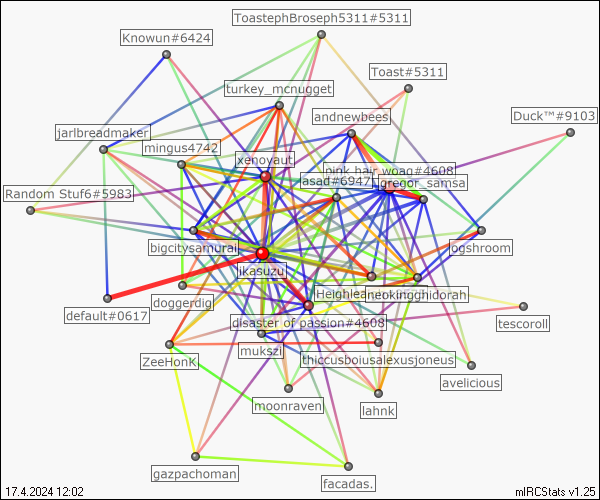 ToastephBroseph5311#5311
Knowun#6424
Toast#5311
turkey_mcnugget
andnewbees
Duck™#9103
jarlbreadmaker
mingus4742
xenoyaut
pink hair woag#4608
asad#6947
gregor_samsa
Random Stuf6#5983
bigcitysamurai
ogshroom
ikasuzu
doggerdig
neokingghidorah
default#0617
disaster of passion#4608
tescoroll
mukszi
thiccusboiusalexusjoneus
ZeeHonK
avelicious
moonraven
lahnk
gazpachoman
facadas.
17.4.2024 12:02
mIRCStats v1.25